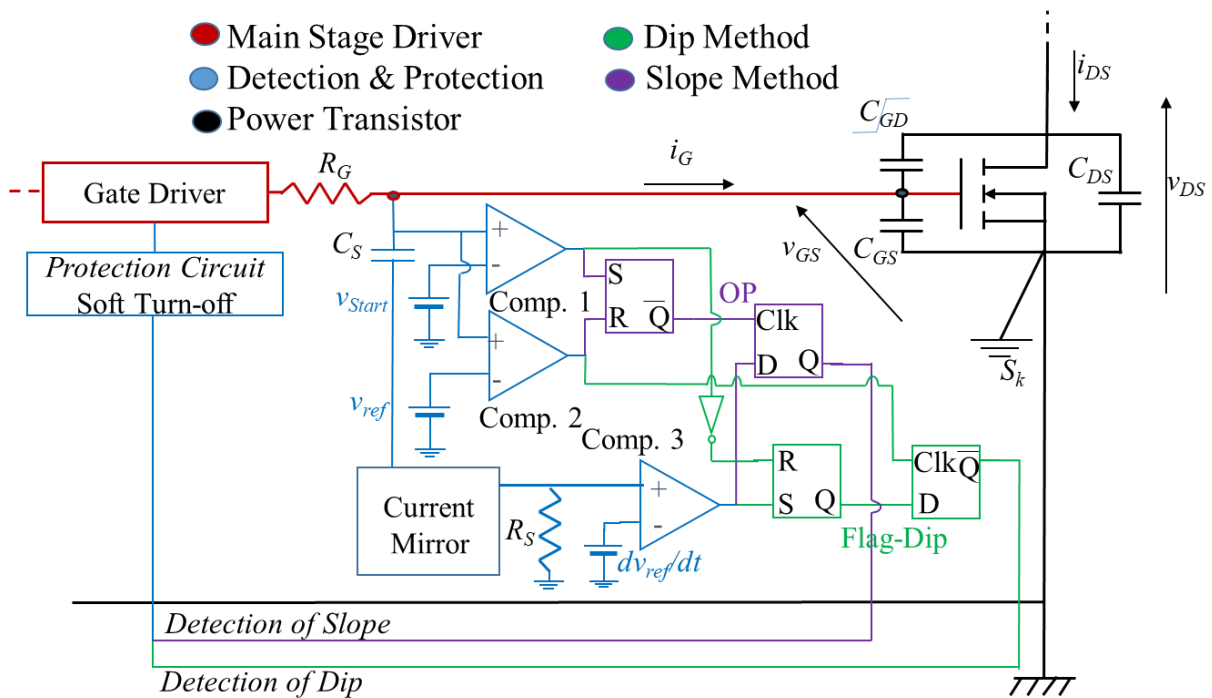 Main Stage Driver
Dip Method
Detection & Protection
Slope Method
Power Transistor
i_DS
C_GD
R_G
i_G
Gate Driver
C_DS
v_DS
C_S
+
-
v_GS
C_GS
Protection Circuit
Soft Turn-off
v_Start
Comp. 1
S
R Q̅
OP
Clk
D Q
S_k
+
-
v_ref
Comp. 2
Comp. 3
R
S Q
Clk Q̅
D
Current
Mirror
R_S
+
-
Flag-Dip
dv_ref/dt
Detection of Slope
Detection of Dip